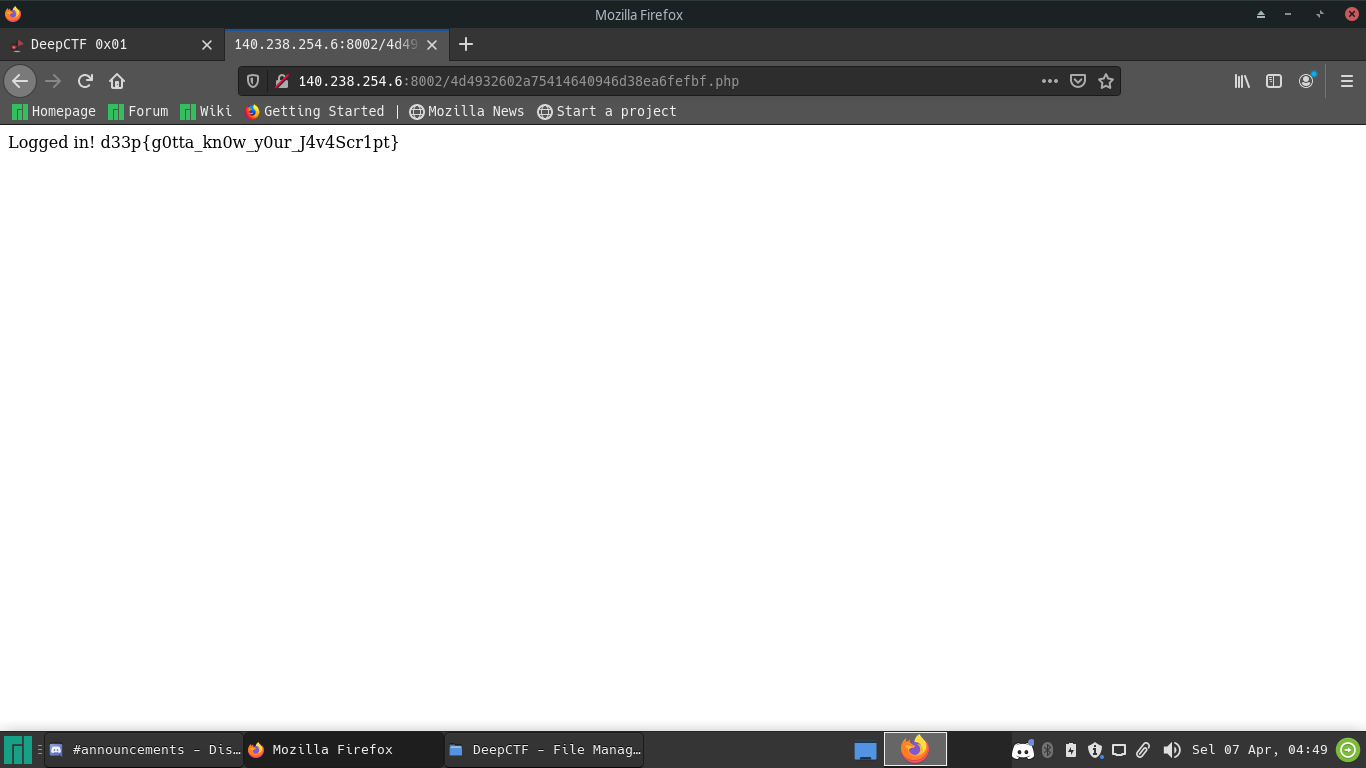 Mozilla Firefox
DeepCTF 0x01
140.238.254.6:8002/4d49
140.238.254.6:8002/4d4932602a75414640946d38ea6fefbf.php
Homepage Forum Wiki Getting Started | Mozilla News Start a project
Logged in! d33p{g0tta_kn0w_y0ur_J4v4Scr1pt}
#announcements - Dis… Mozilla Firefox DeepCTF - File Manag… Sel 07 Apr, 04:49